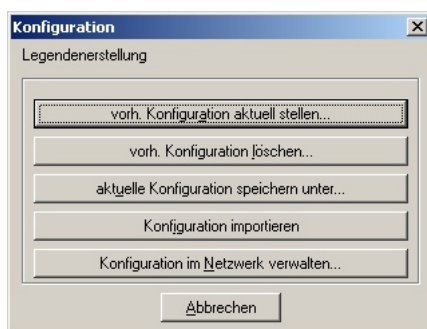 Konfiguration
Legendenerstellung
vorh. Konfiguration aktuell stellen...
vorh. Konfiguration löschen...
aktuelle Konfiguration speichern unter...
Konfiguration importieren
Konfiguration im Netzwerk verwalten...
Abbrechen